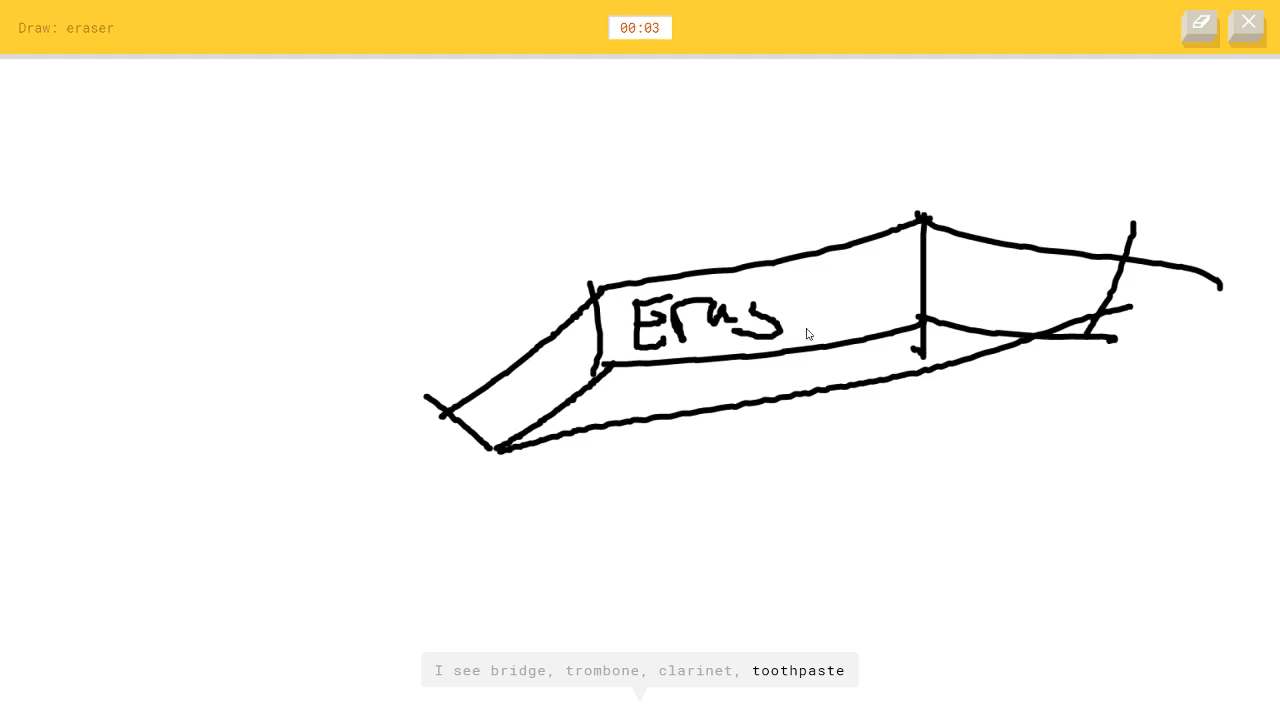 Draw: eraser
00:03
Eras
I see bridge, trombone, clarinet, toothpaste